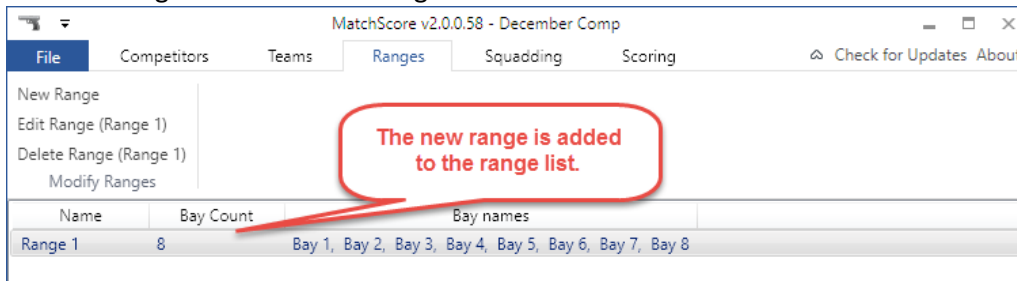 MatchScore v2.0.0.58 - December Comp
File Competitors Teams Ranges Squadding Scoring Check for Updates About
New Range
Edit Range (Range 1)
Delete Range (Range 1)
Modify Ranges
The new range is added
to the range list.
Name Bay Count Bay names
Range 1 8 Bay 1, Bay 2, Bay 3, Bay 4, Bay 5, Bay 6, Bay 7, Bay 8